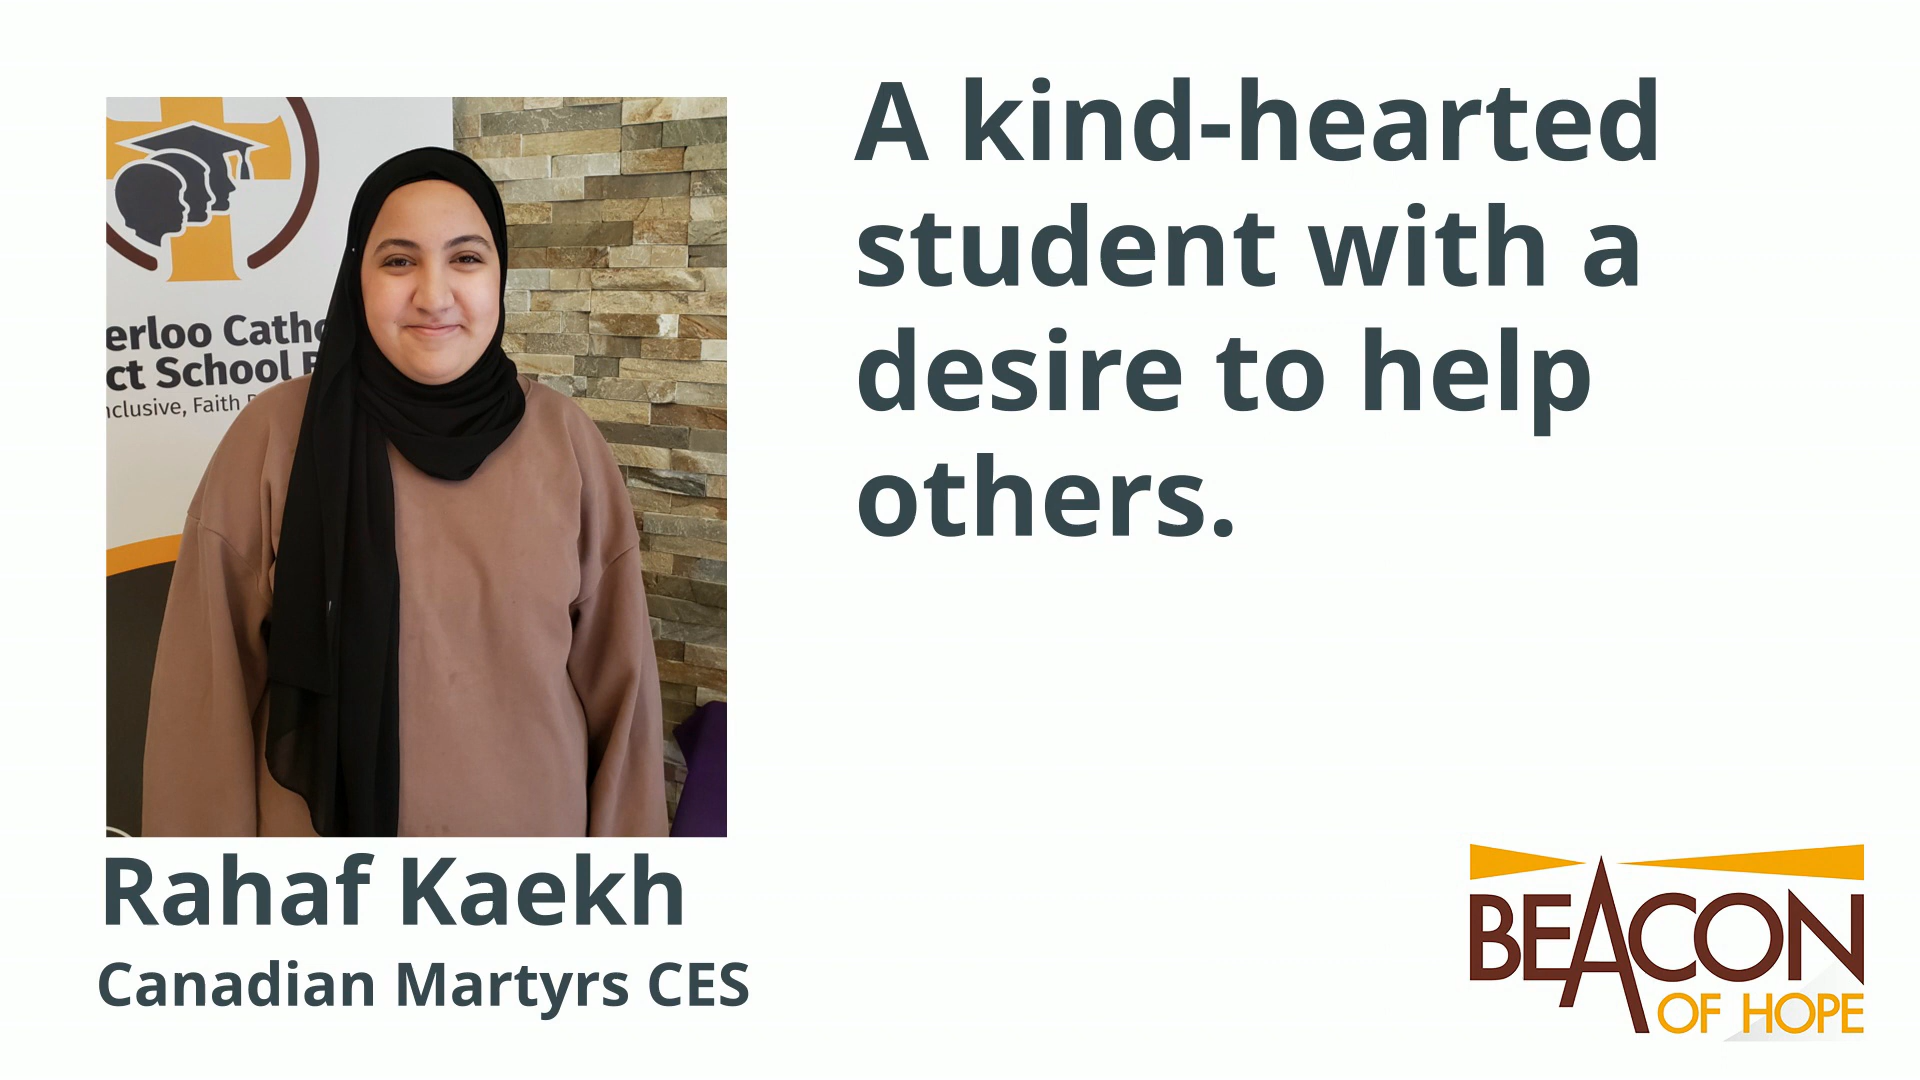 erloo Catho
ct School B
nclusive, Faith
Rahaf Kaekh
Canadian Martyrs CES
A kind-hearted
student with a
desire to help
others.
BEACON
OF HOPE